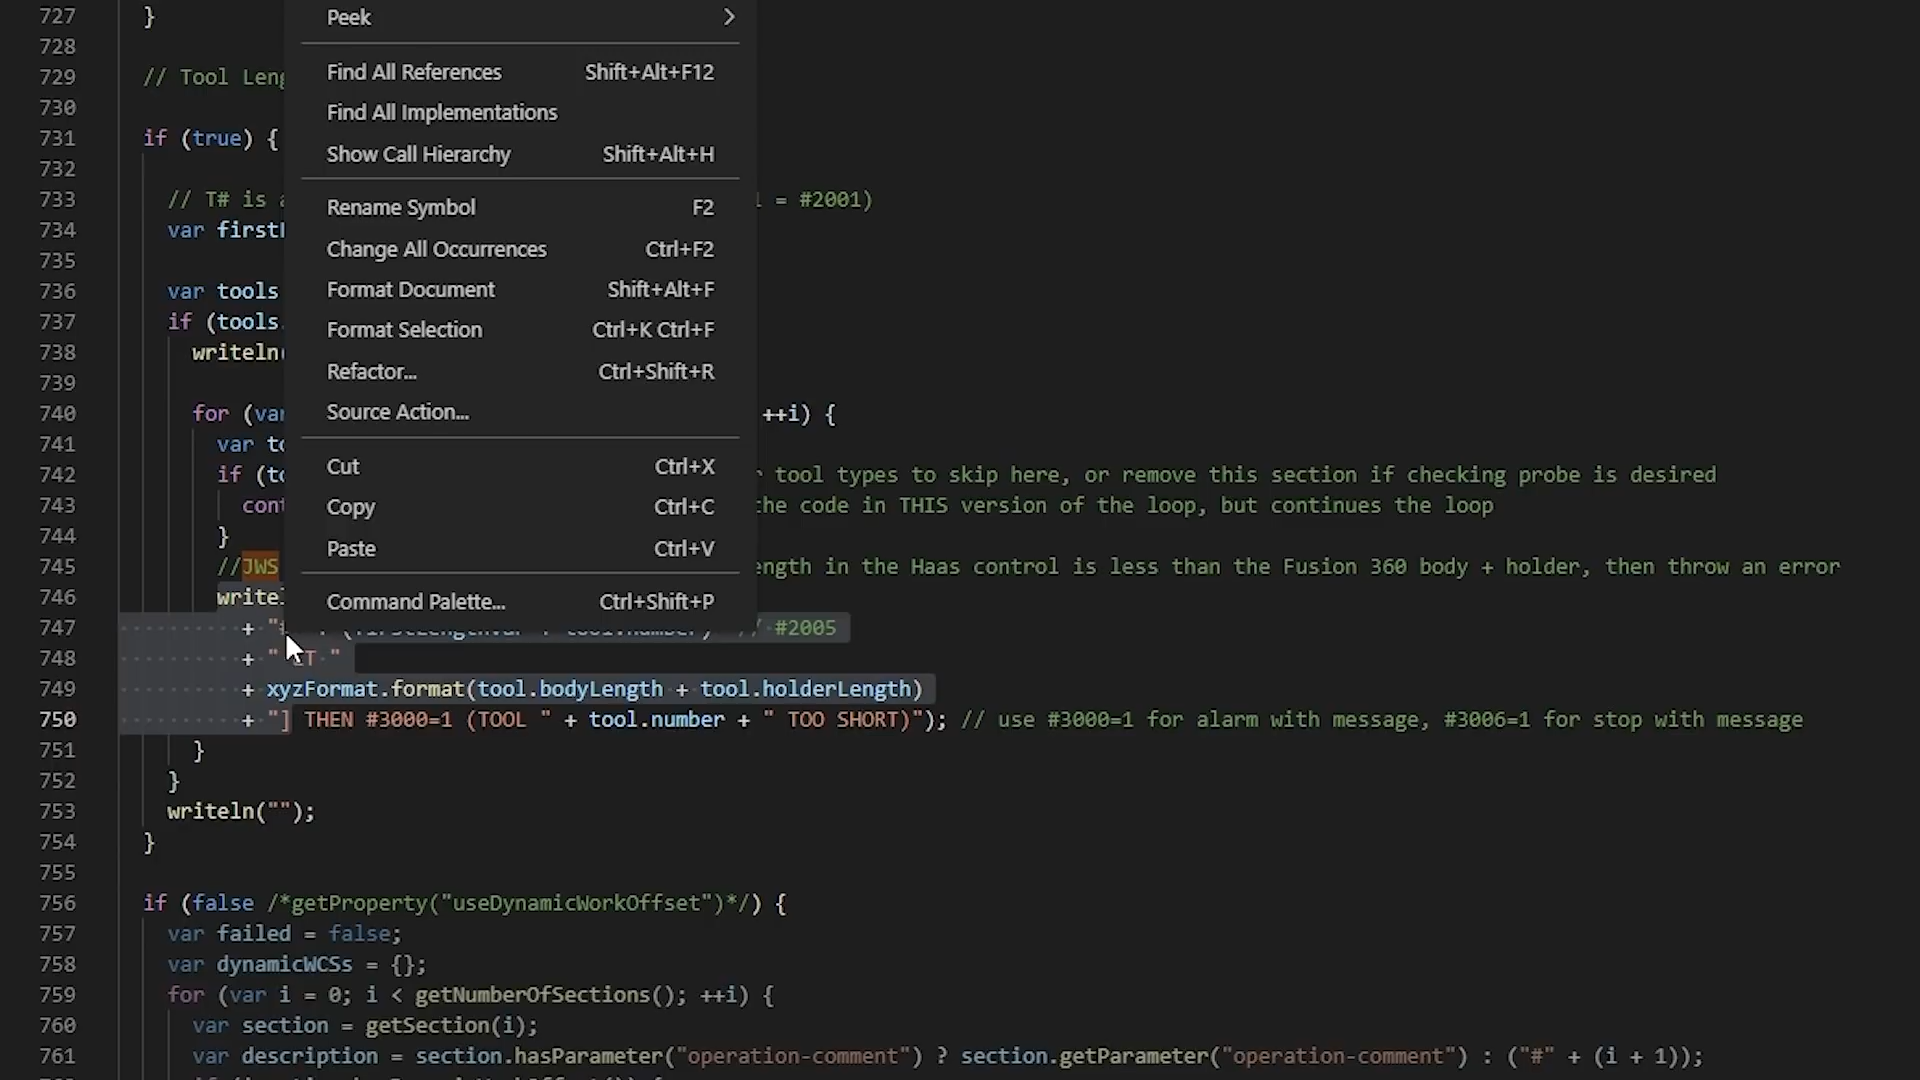 727 }
Peek
728
729 // Tool Leng
Find All References Shift+Alt+F12
730
Find All Implementations
731 if (true) {
Show Call Hierarchy Shift+Alt+H
732
733 // T# is = #2001)
Rename Symbol F2
734 var first
735
Change All Occurrences Ctrl+F2
736 var tools
Format Document Shift+Alt+F
737 if (tools.
Format Selection Ctrl+K Ctrl+F
738 writeln(
739
Refactor... Ctrl+Shift+R
740 for (var ++i) {
Source Action...
741 var to
742 if (to tool types to skip here, or remove this section if checking probe is desired
Cut Ctrl+X
743 cont the code in THIS version of the loop, but continues the loop
Copy Ctrl+C
744 }
Paste Ctrl+V
745 //JWS ength in the Haas control is less than the Fusion 360 body + holder, then throw an error
746 writel
Command Palette... Ctrl+Shift+P
747 + " #2005
748 + " LT "
749 + xyzFormat.format(tool.bodyLength + tool.holderLength)
750 + "] THEN #3000=1 (TOOL " + tool.number + " TOO SHORT)"); // use #3000=1 for alarm with message, #3006=1 for stop with message
751 }
752 }
753 writeln("");
754 }
755
756 if (false /*getProperty("useDynamicWorkOffset")*/) {
757 var failed = false;
758 var dynamicWCSs = {};
759 for (var i = 0; i < getNumberOfSections(); ++i) {
760 var section = getSection(i);
761 var description = section.hasParameter("operation-comment") ? section.getParameter("operation-comment") : ("#" + (i + 1));